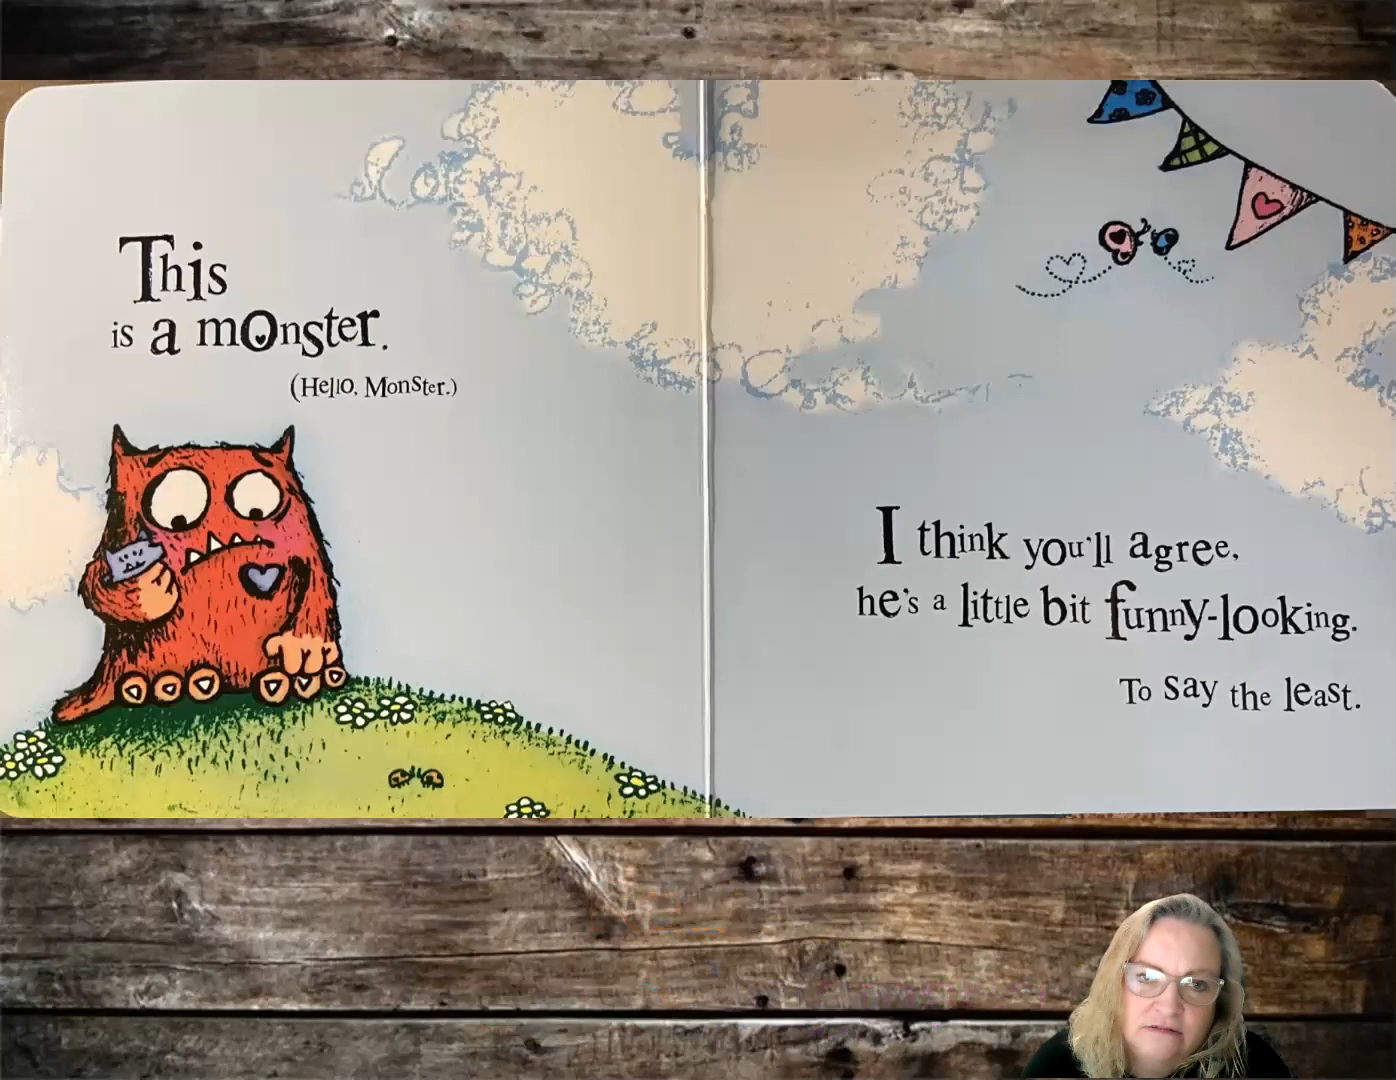 This
is a monster.
(Hello, Monster.)
I think you'll agree,
he's a little bit funny-looking.
To say the least.